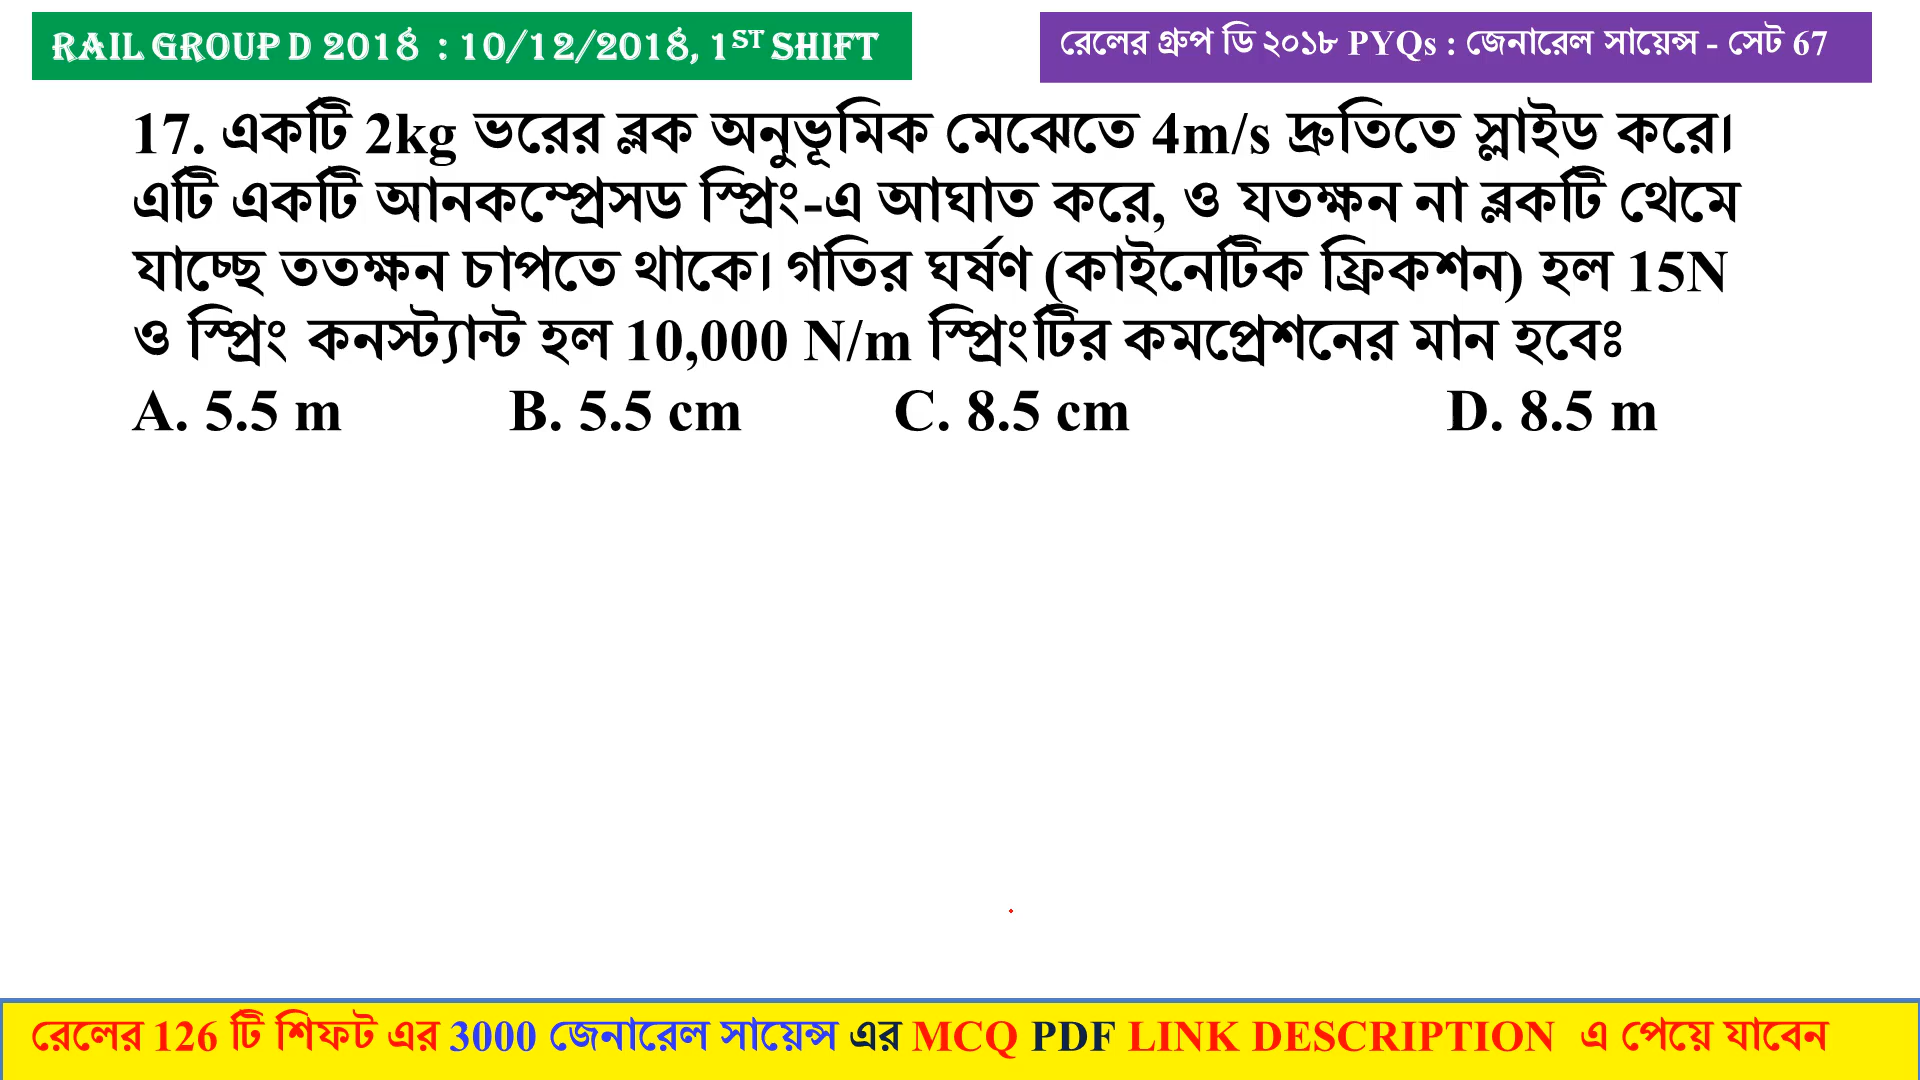 RAIL GROUP D 2018 : 10/12/2018, 1ST SHIFT
রেলের গ্রুপ ডি ২০১৮ PYQs : জেনারেল সায়েন্স - সেট 67
17. একটি 2kg ভরের ব্লক অনুভূমিক মেঝেতে 4m/s দ্রুতিতে স্লাইড করে।
এটি একটি আনকম্প্রেসড স্প্রিং-এ আঘাত করে, ও যতক্ষন না ব্লকটি থেমে
যাচ্ছে ততক্ষন চাপতে থাকে। গতির ঘর্ষণ (কাইনেটিক ফ্রিকশন) হল 15N
ও স্প্রিং কনস্ট্যান্ট হল 10,000 N/m স্প্রিংটির কমপ্রেশনের মান হবেঃ
A. 5.5 m B. 5.5 cm C. 8.5 cm D. 8.5 m
রেলের 126 টি শিফট এর 3000 জেনারেল সায়েন্স এর MCQ PDF LINK DESCRIPTION এ পেয়ে যাবেন